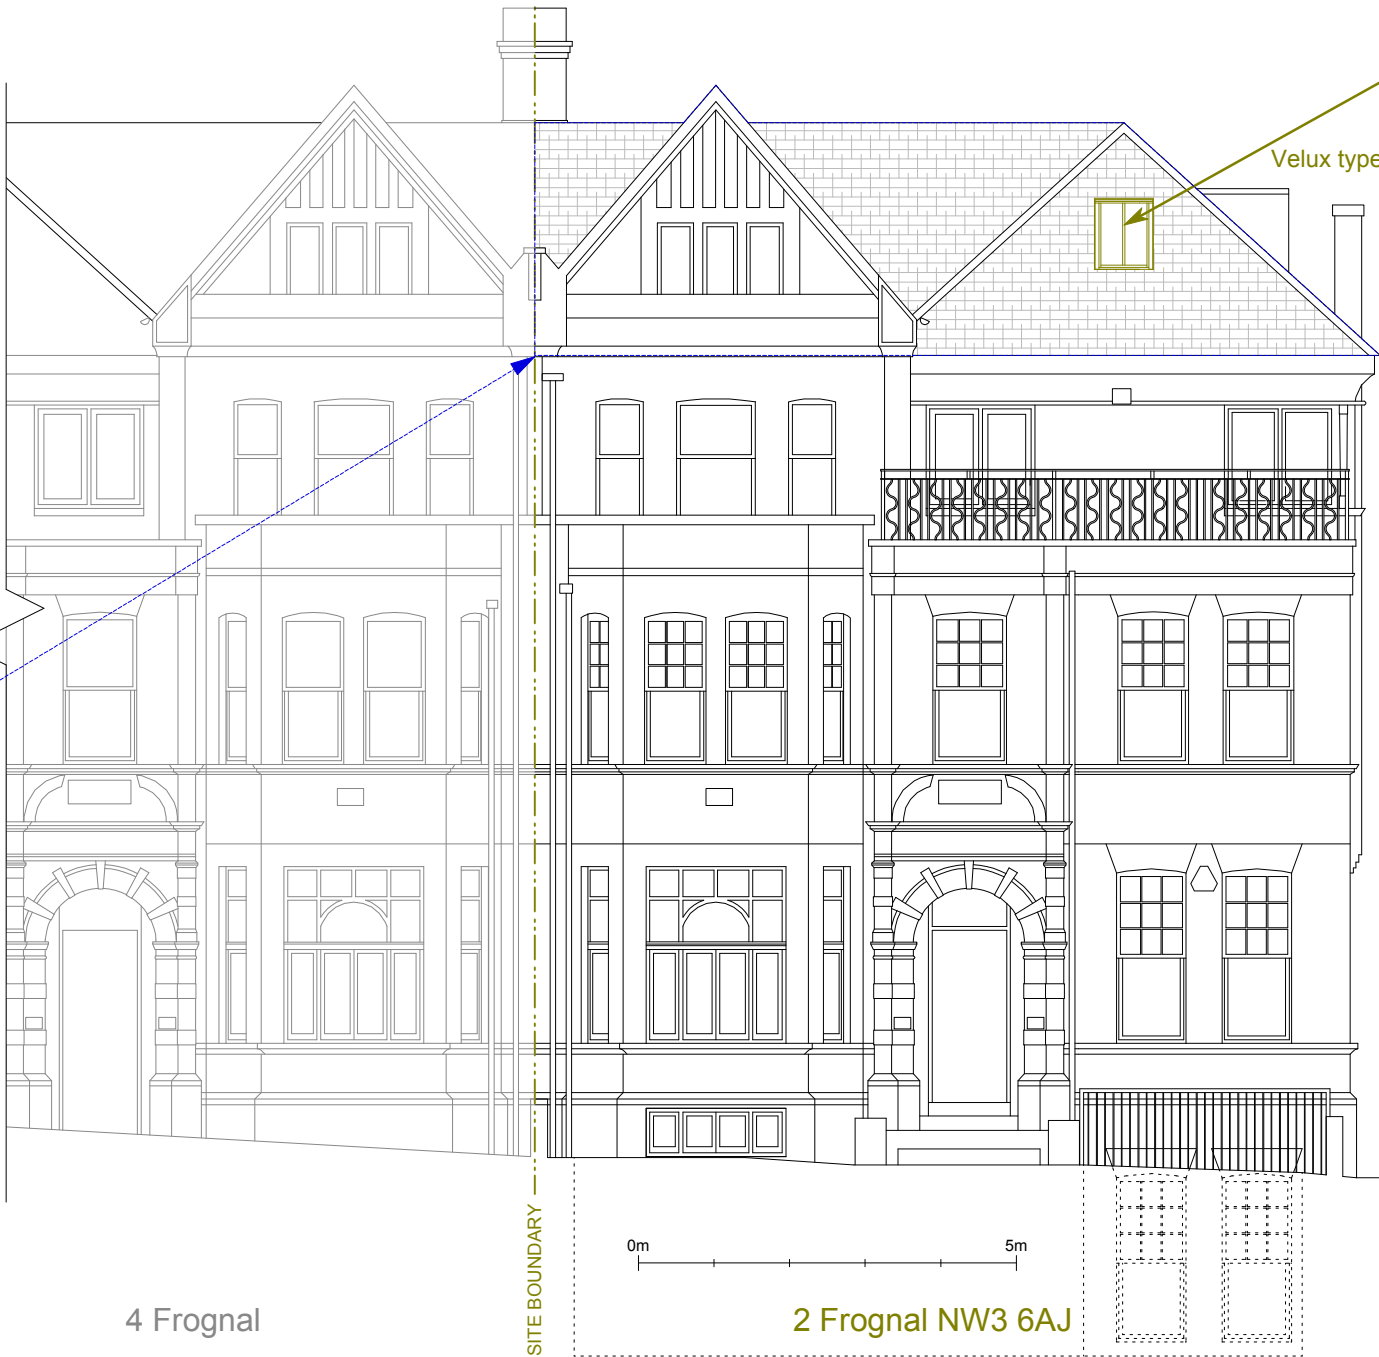 Velux type
SITE BOUNDARY
0m
5m
4 Frognal
2 Frognal NW3 6AJ